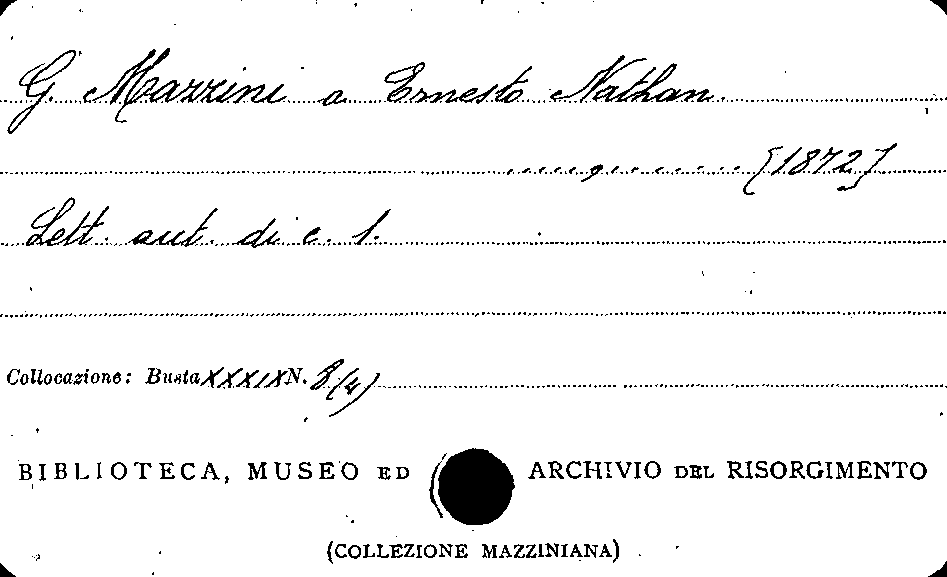 G. Mazzini a Ernesto Nathan.
.....,......... [1872]
Lett. aut. di c. 1.
Collocazione: Busta XXXIX N. 8 (4)
BIBLIOTECA, MUSEO ED ARCHIVIO DEL RISORGIMENTO
(COLLEZIONE MAZZINIANA)